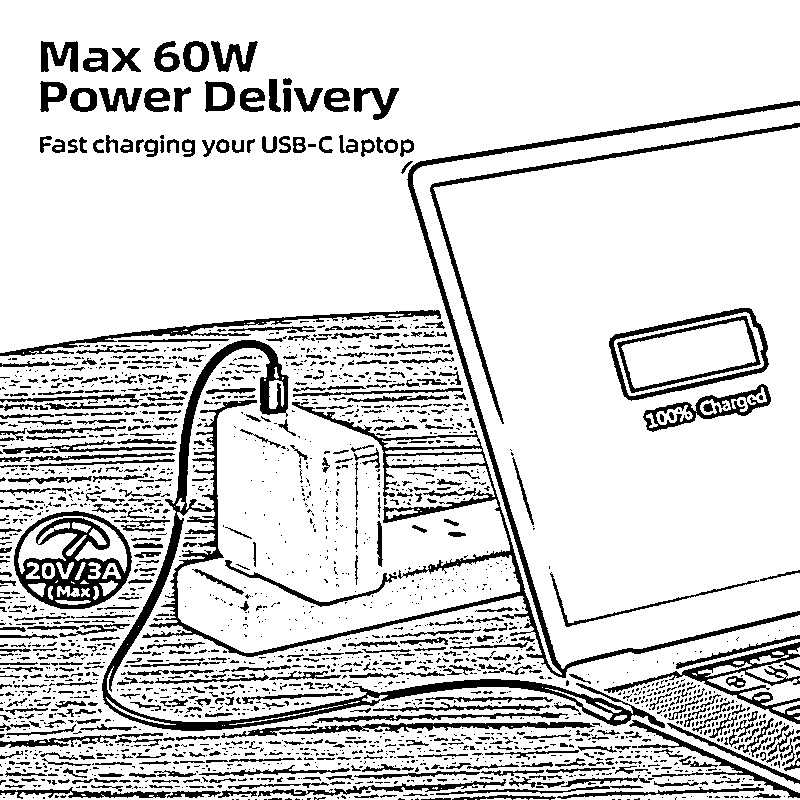 Max 60W
Power Delivery
Fast charging your USB-C laptop
100% Charged
20V/3A
(Max)